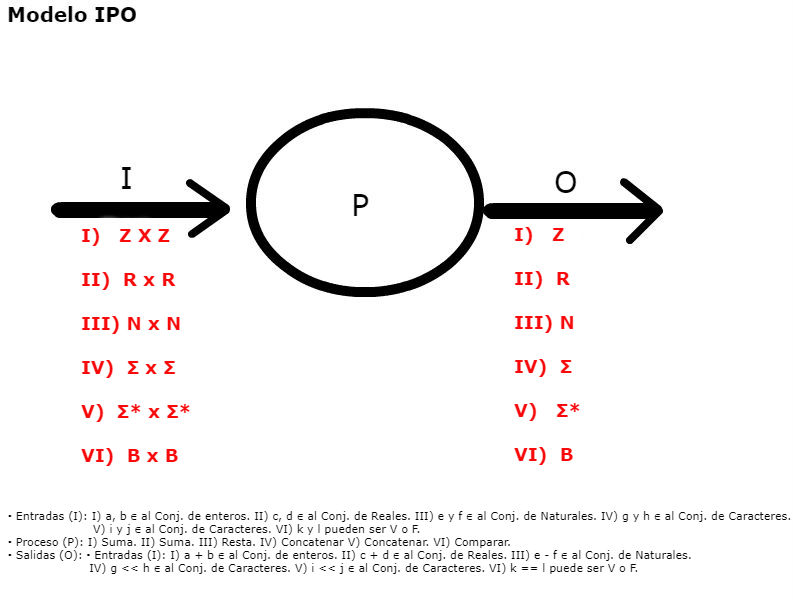 Modelo IPO
I
P
O
I) Z X Z
II) R x R
III) N x N
IV) Σ x Σ
V) Σ* x Σ*
VI) B x B
I) Z
II) R
III) N
IV) Σ
V) Σ*
VI) B
• Entradas (I): I) a, b є al Conj. de enteros. II) c, d є al Conj. de Reales. III) e y f є al Conj. de Naturales. IV) g y h є al Conj. de Caracteres.
V) i y j є al Conj. de Caracteres. VI) k y l pueden ser V o F.
• Proceso (P): I) Suma. II) Suma. III) Resta. IV) Concatenar V) Concatenar. VI) Comparar.
• Salidas (O): • Entradas (I): I) a + b є al Conj. de enteros. II) c + d є al Conj. de Reales. III) e - f є al Conj. de Naturales.
IV) g << h є al Conj. de Caracteres. V) i << j є al Conj. de Caracteres. VI) k == l puede ser V o F.